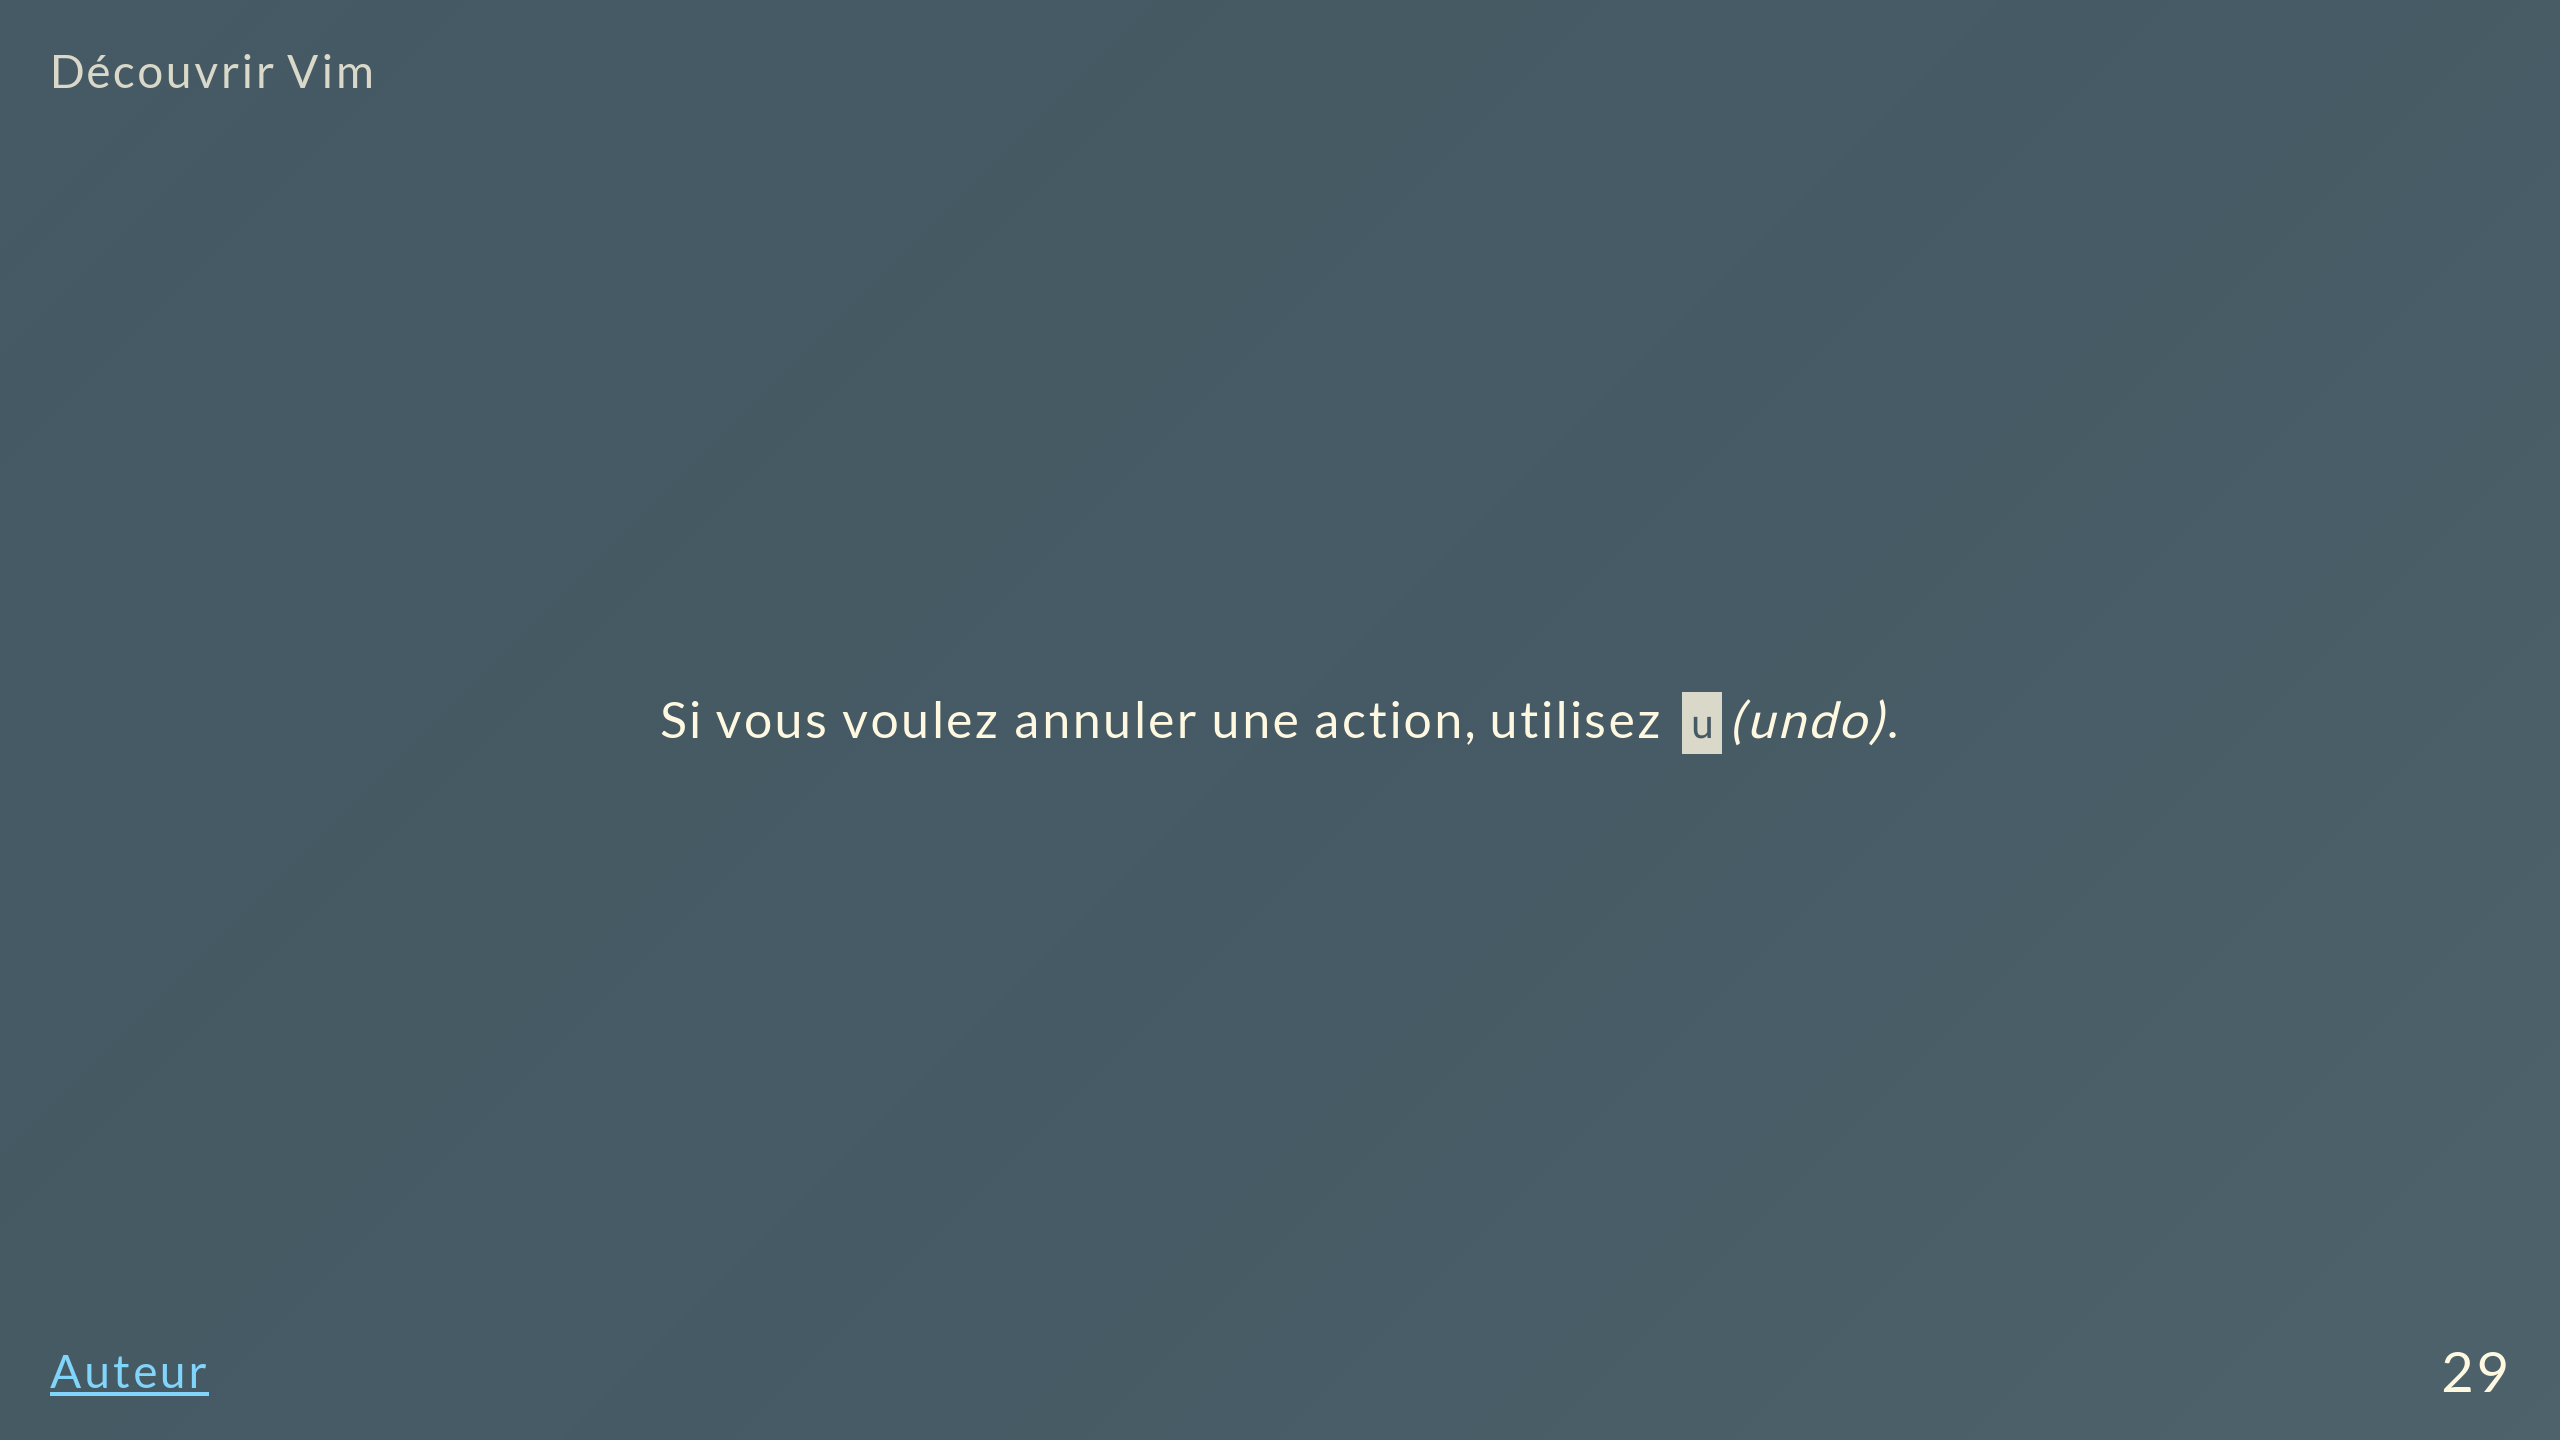 Découvrir Vim
Si vous voulez annuler une action, utilisez u (undo).
Auteur
29